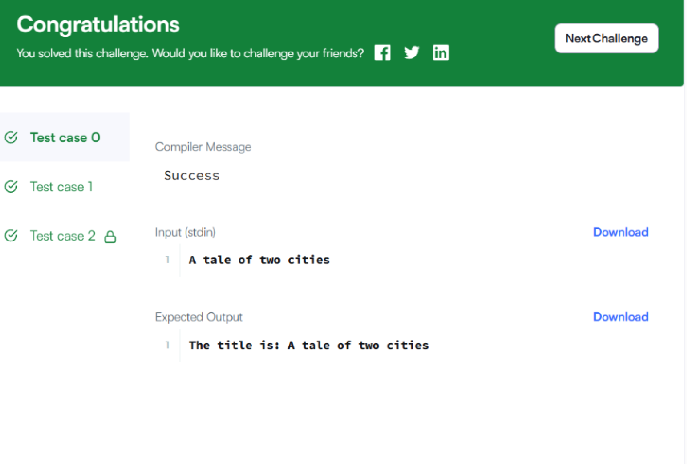 Congratulations
You solved this challenge. Would you like to challenge your friends?
Next Challenge
Test case 0
Test case 1
Test case 2
Compiler Message
Success
Input (stdin)
Download
1 A tale of two cities
Expected Output
Download
1 The title is: A tale of two cities